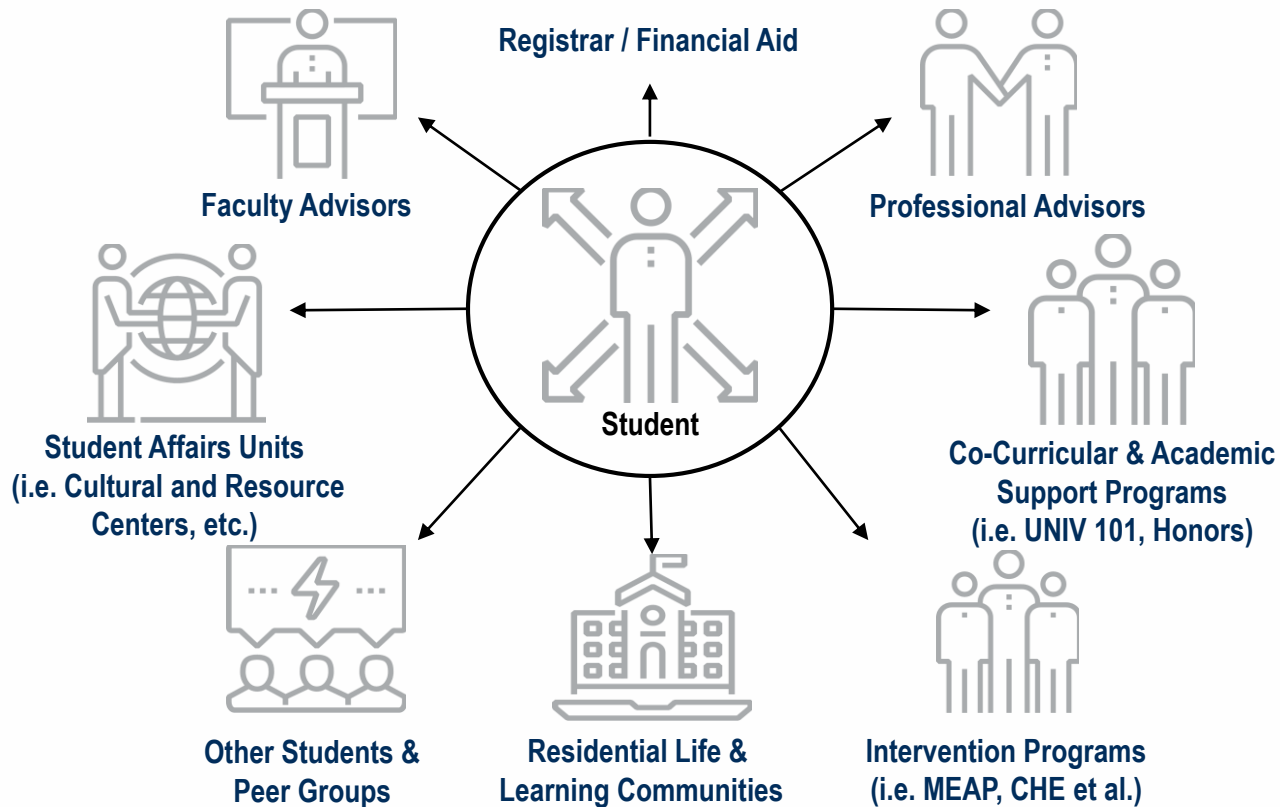 Registrar / Financial Aid
Faculty Advisors
Professional Advisors
Student
Student Affairs Units
(i.e. Cultural and Resource
Centers, etc.)
Co-Curricular & Academic
Support Programs
(i.e. UNIV 101, Honors)
Other Students &
Peer Groups
Residential Life &
Learning Communities
Intervention Programs
(i.e. MEAP, CHE et al.)